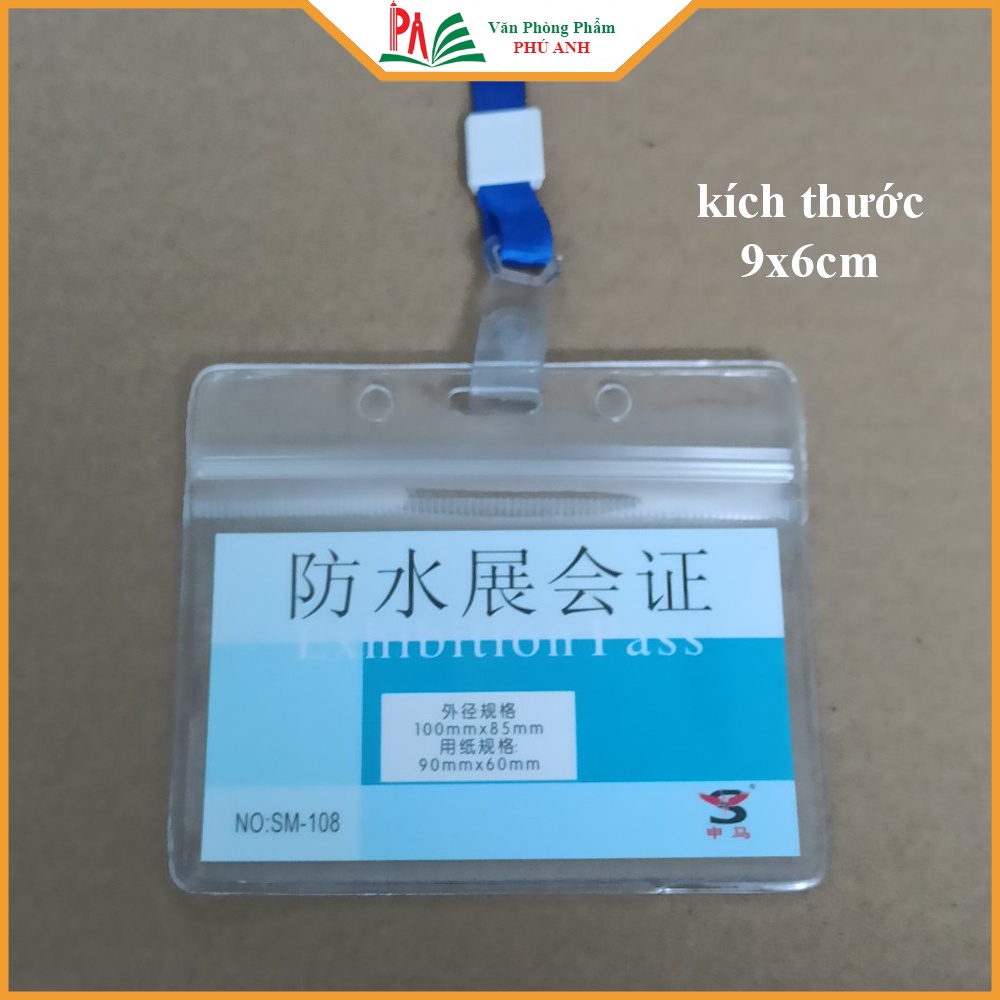 PA
Văn Phòng Phẩm
PHÚ ANH
kích thước
9x6cm
防水展会证
Exhibition Pass
外径规格
100mmx85mm
用纸规格:
90mmx60mm
NO:SM-108
S®
申马